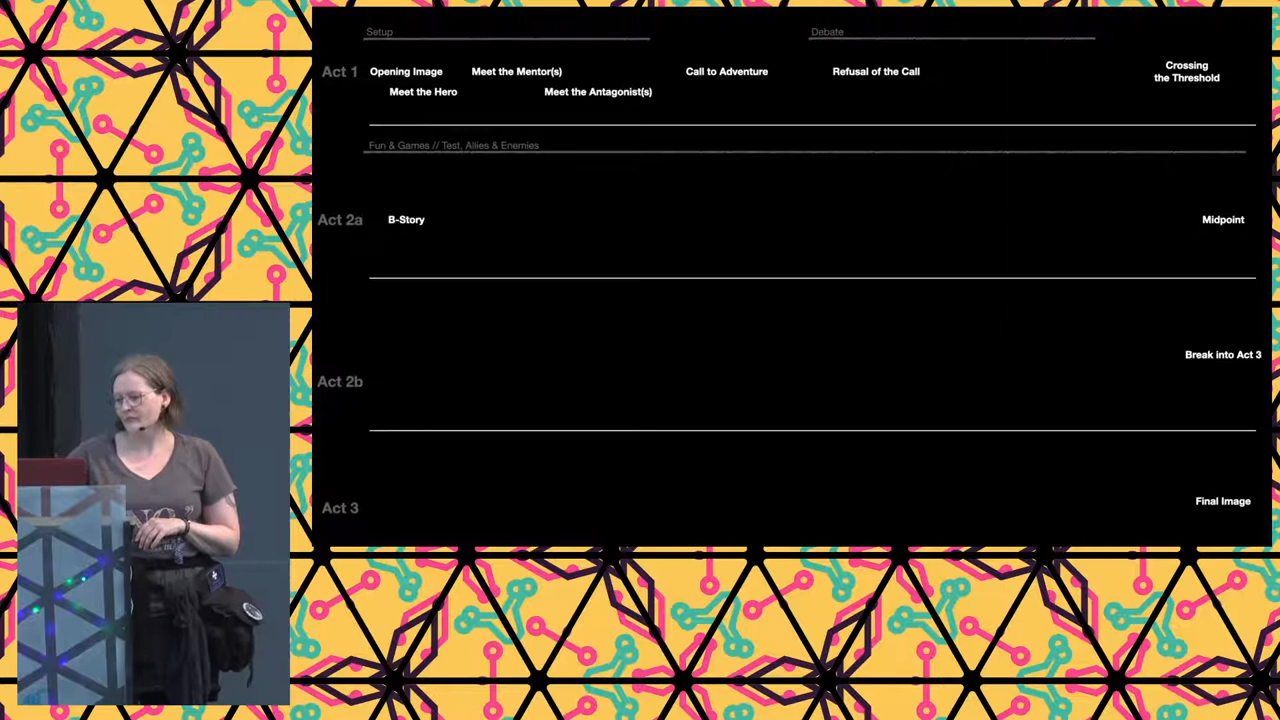 Setup
Debate
Act 1
Opening Image
Meet the Mentor(s)
Call to Adventure
Refusal of the Call
Crossing
the Threshold
Meet the Hero
Meet the Antagonist(s)
Fun & Games // Test, Allies & Enemies
Act 2a
B-Story
Midpoint
Act 2b
Break into Act 3
Act 3
Final Image